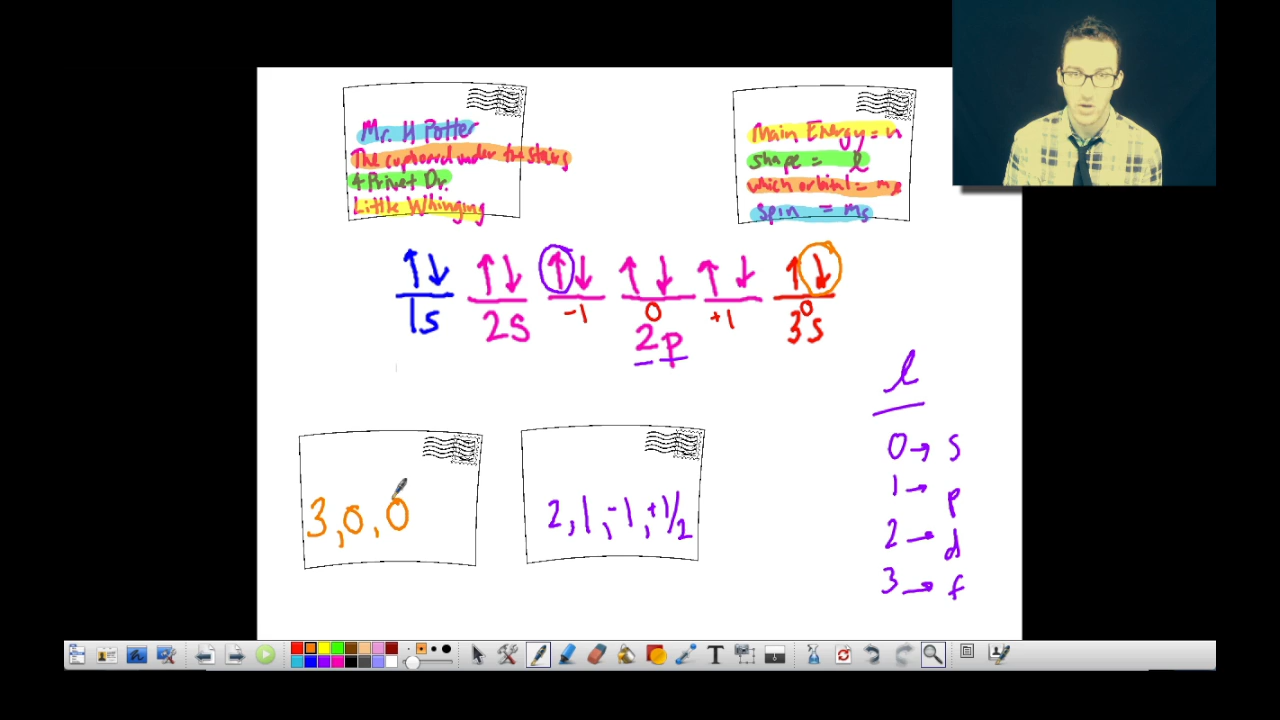 Mr. H Potter
The cupboard under the stairs
4 Privet Dr.
Little Whinging
Main Energy = n
shape = l
which orbital = ml
spin = ms
↑↓ ↑↓ ↑↓ ↑↓ ↑↓ ↑↓
1s 2s -1 0 +1 0
2p 3s
l
0→ s
1→ p
2→ d
3→ f
3,0,0
2,1,-1,+1/2
T